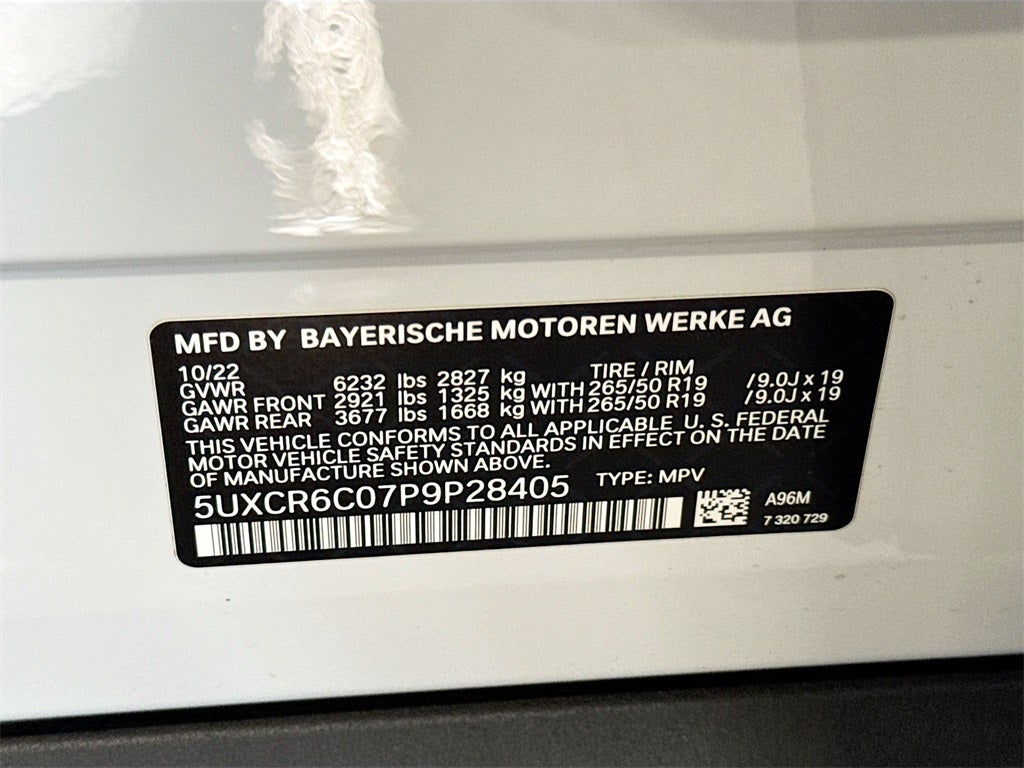 MFD BY BAYERISCHE MOTOREN WERKE AG
10/22 TIRE / RIM
GVWR 6232 lbs 2827 kg
GAWR FRONT 2921 lbs 1325 kg WITH 265/50 R19 /9.0J x 19
GAWR REAR 3677 lbs 1668 kg WITH 265/50 R19 /9.0J x 19
THIS VEHICLE CONFORMS TO ALL APPLICABLE U. S. FEDERAL
MOTOR VEHICLE SAFETY STANDARDS IN EFFECT ON THE DATE
OF MANUFACTURE SHOWN ABOVE.
5UXCR6C07P9P28405 TYPE: MPV
A96M
7 320 729